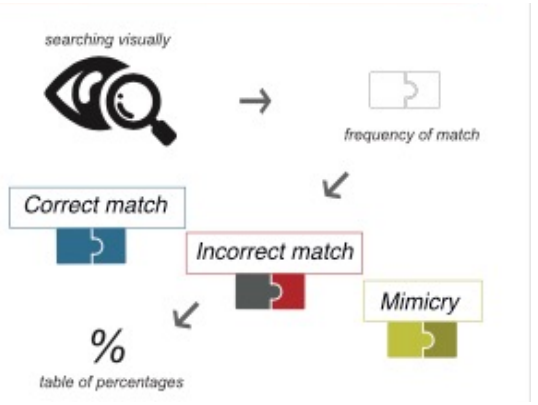 searching visually
frequency of match
Correct match
Incorrect match
Mimicry
%
table of percentages